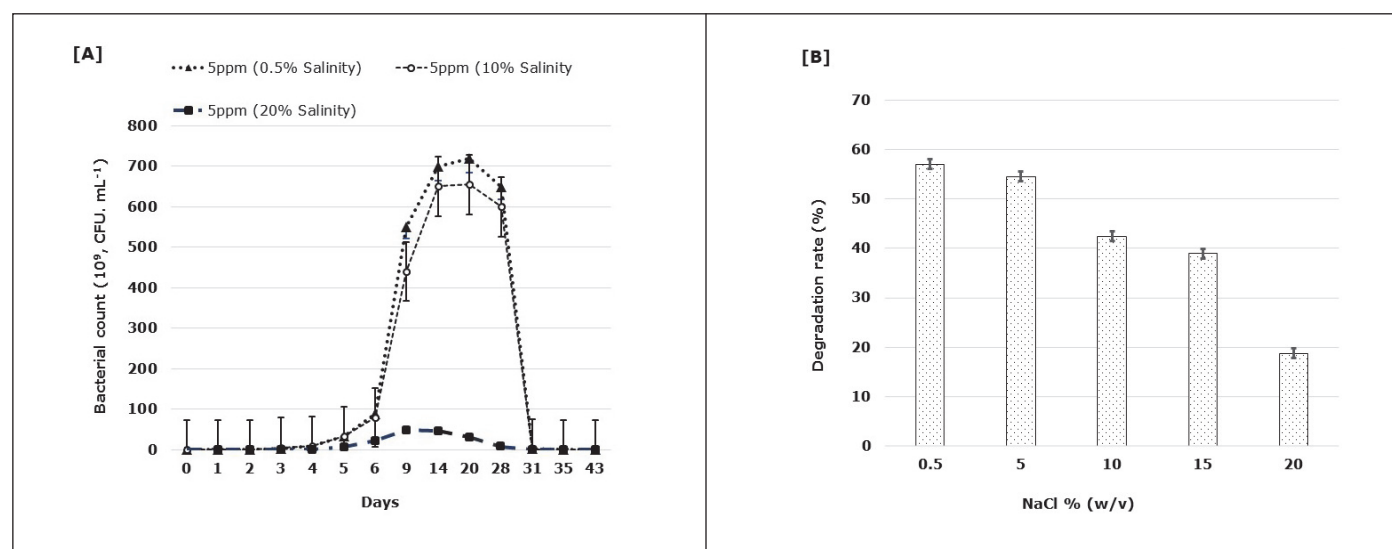 [A]
5ppm (0.5% Salinity)
5ppm (10% Salinity
5ppm (20% Salinity)
800
700
600
500
400
300
200
100
0
Bacterial count (10⁹, CFU. mL⁻¹)
0 1 2 3 4 5 6 9 14 20 28 31 35 43
Days
[B]
70
60
50
40
30
20
10
0
Degradation rate (%)
0.5 5 10 15 20
NaCl % (w/v)